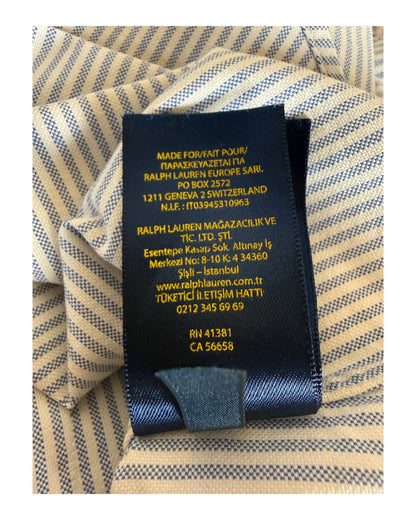 MADE FOR/FAIT POUR/
ΠΑΡΑΣΚΕΥΑΖΕΤΑΙ ΓΙΑ
RALPH LAUREN EUROPE SARL
PO BOX 2572
1211 GENEVA 2 SWITZERLAND
N.I.F. : IT03945310963
RALPH LAUREN MAĞAZACILIK VE
TİC. LTD. ŞTİ.
Esentepe Kasap Sok. Altınay İş
Merkezi No: 8-10 K: 4 34360
Şişli – İstanbul
www.ralphlauren.com.tr
TÜKETİCİ İLETİŞİM HATTI
0212 345 69 69
RN 41381
CA 56658